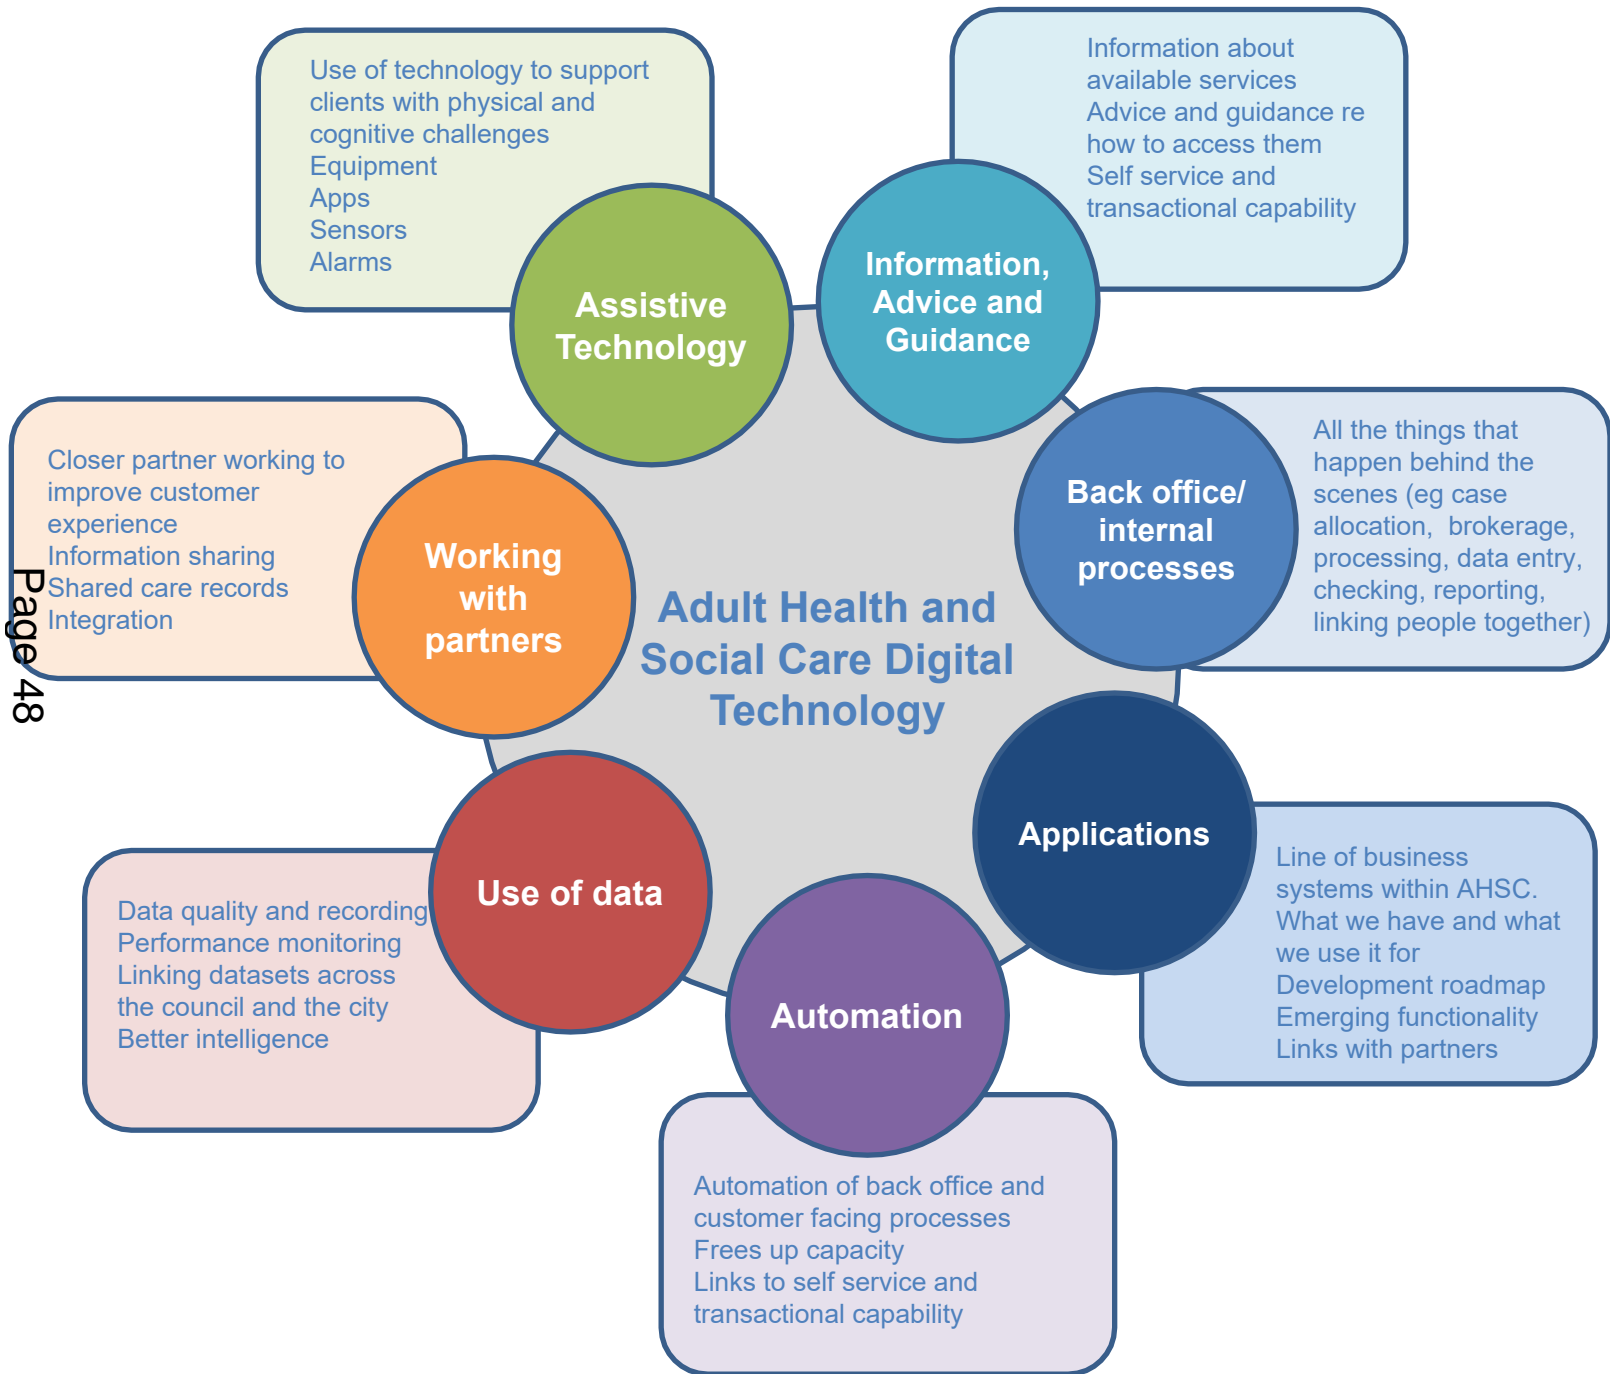 Use of technology to support
clients with physical and
cognitive challenges
Equipment
Apps
Sensors
Alarms
Assistive
Technology
Information about
available services
Advice and guidance re
how to access them
Self service and
transactional capability
Information,
Advice and
Guidance
All the things that
happen behind the
scenes (eg case
allocation,  brokerage,
processing, data entry,
checking, reporting,
linking people together)
Back office/
internal
processes
Closer partner working to
improve customer
experience
Information sharing
Shared care records
Integration
Working
with
partners
Page 48
Adult Health and
Social Care Digital
Technology
Applications
Line of business
systems within AHSC.
What we have and what
we use it for
Development roadmap
Emerging functionality
Links with partners
Use of data
Data quality and recording
Performance monitoring
Linking datasets across
the council and the city
Better intelligence
Automation
Automation of back office and
customer facing processes
Frees up capacity
Links to self service and
transactional capability